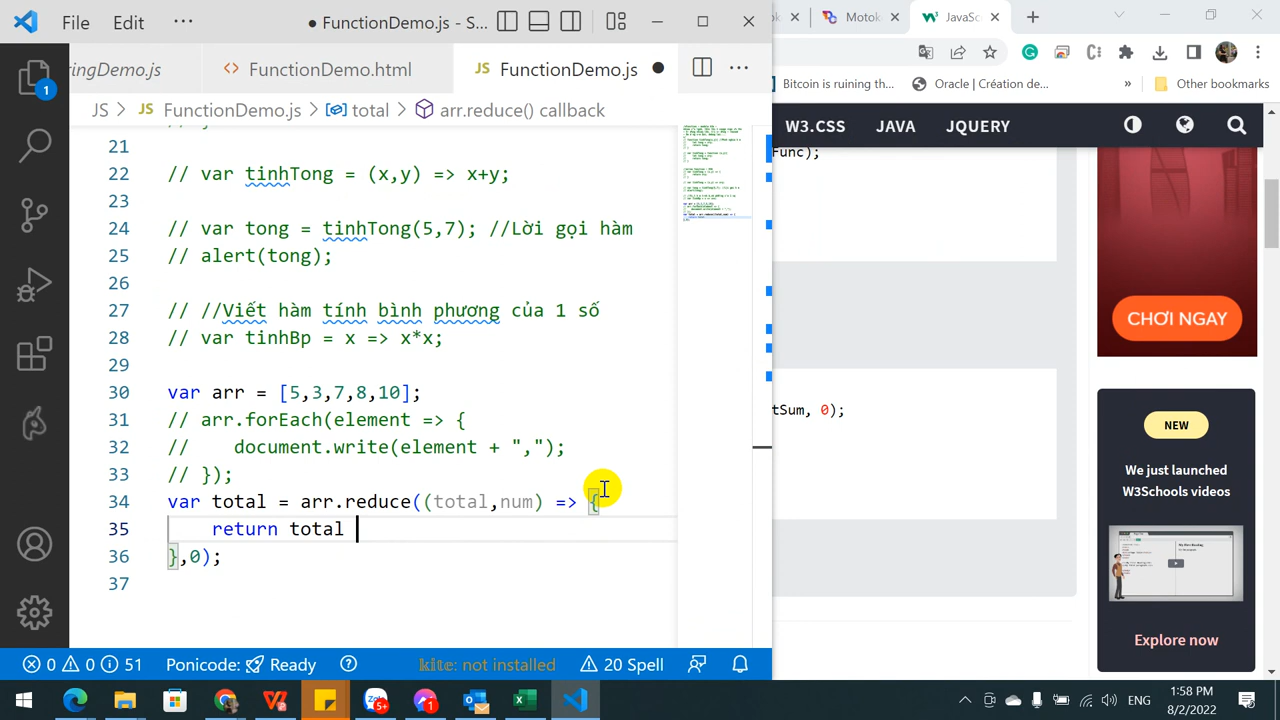 File Edit ··· ● FunctionDemo.js - S...
ringDemo.js <> FunctionDemo.html JS FunctionDemo.js ● ···
JS > JS FunctionDemo.js > total > arr.reduce() callback
21
22 // var tinhTong = (x,y) => x+y;
23
24 // var tong = tinhTong(5,7); //Lời gọi hàm
25 // alert(tong);
26
27 // //Viết hàm tính bình phương của 1 số
28 // var tinhBp = x => x*x;
29
30 var arr = [5,3,7,8,10];
31 // arr.forEach(element => {
32 // document.write(element + ",");
33 // });
34 var total = arr.reduce((total,num) => {
35 return total
36 },0);
37
1
0 0 51 Ponicode: Ready kite: not installed 20 Spell
Motok JavaSc
Bitcoin is ruining th... Oracle | Création de... » Other bookmarks
W3.CSS JAVA JQUERY
Func);
tSum, 0);
CHƠI NGAY
NEW
We just launched
W3Schools videos
Explore now
5+ 1 ENG
1:58 PM
8/2/2022